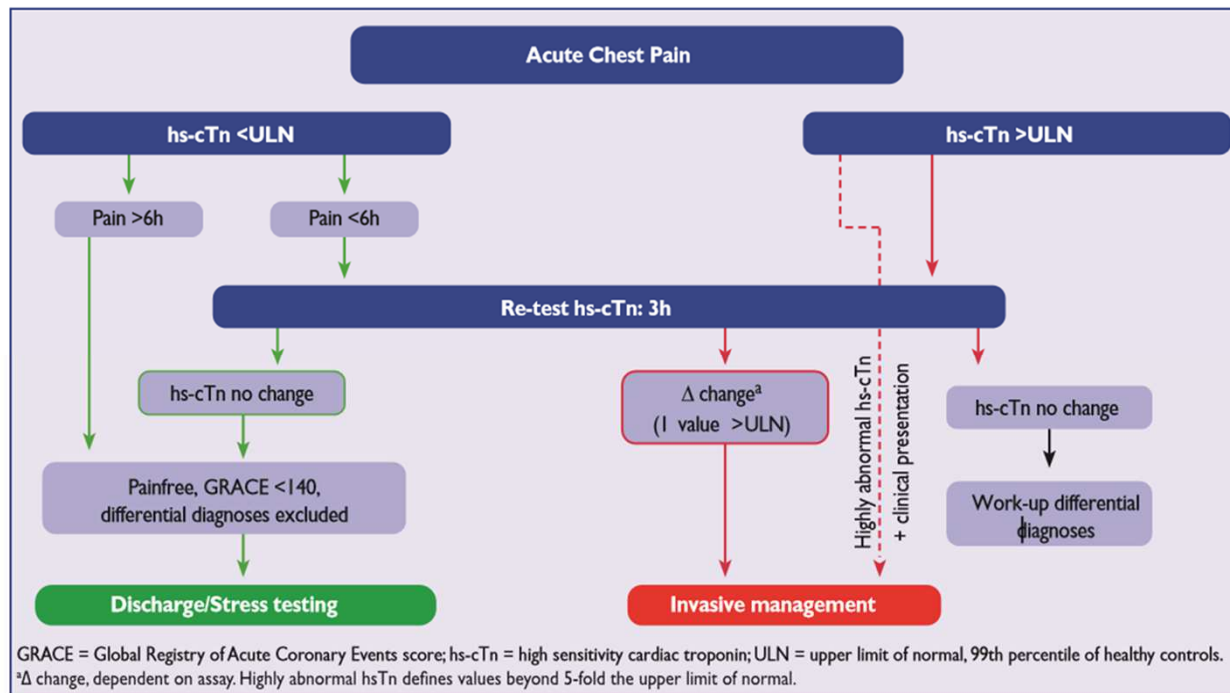 Acute Chest Pain
hs-cTn <ULN
hs-cTn >ULN
Pain >6h
Pain <6h
Re-test hs-cTn: 3h
hs-cTn no change
Δ changeᵃ
(1 value >ULN)
Highly abnormal hs-cTn
+ clinical presentation
hs-cTn no change
Painfree, GRACE <140,
differential diagnoses excluded
Work-up differential
diagnoses
Discharge/Stress testing
Invasive management
GRACE = Global Registry of Acute Coronary Events score; hs-cTn = high sensitivity cardiac troponin; ULN = upper limit of normal, 99th percentile of healthy controls.
ᵃΔ change, dependent on assay. Highly abnormal hsTn defines values beyond 5-fold the upper limit of normal.